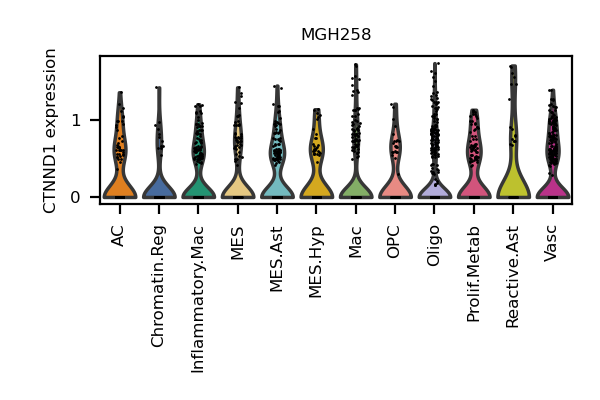 MGH258
CTNND1 expression
1
0
AC
Chromatin.Reg
Inflammatory.Mac
MES
MES.Ast
MES.Hyp
Mac
OPC
Oligo
Prolif.Metab
Reactive.Ast
Vasc